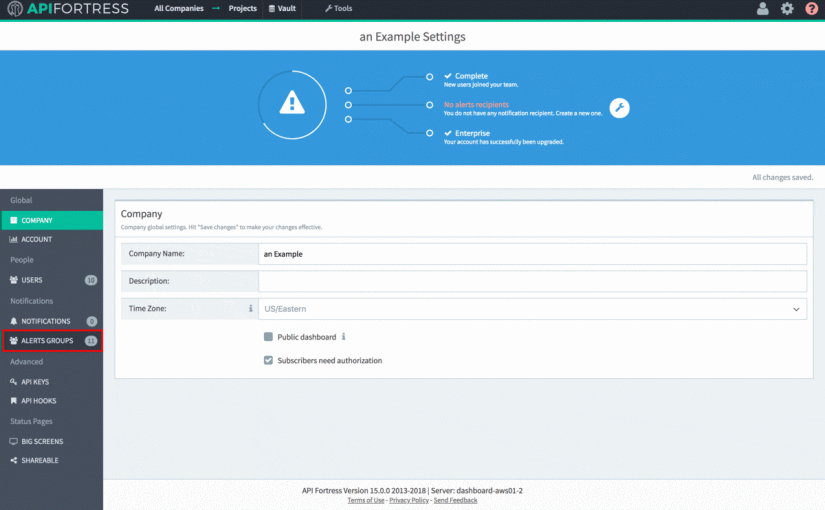 APIFORTRESS All Companies → Projects Vault Tools ?
an Example Settings
Complete
New users joined your team.
No alerts recipients
You do not have any notification recipient. Create a new one.
Enterprise
Your account has successfully been upgraded.
All changes saved.
Global
COMPANY
ACCOUNT
People
USERS 10
Notifications
NOTIFICATIONS 0
ALERTS GROUPS 11
Advanced
API KEYS
API HOOKS
Status Pages
BIG SCREENS
SHAREABLE
Company
Company global settings. Hit "Save changes" to make your changes effective.
Company Name: an Example
Description:
Time Zone: i US/Eastern
Public dashboard i
Subscribers need authorization
API Fortress Version 15.0.0 2013-2018 | Server: dashboard-aws01-2
Terms of Use - Privacy Policy - Send Feedback